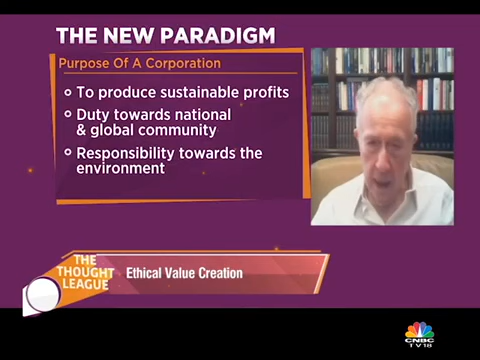 THE NEW PARADIGM
Purpose Of A Corporation
To produce sustainable profits
Duty towards national
& global community
Responsibility towards the
environment
THE
THOUGHT
LEAGUE
Ethical Value Creation
CNBC
TV18